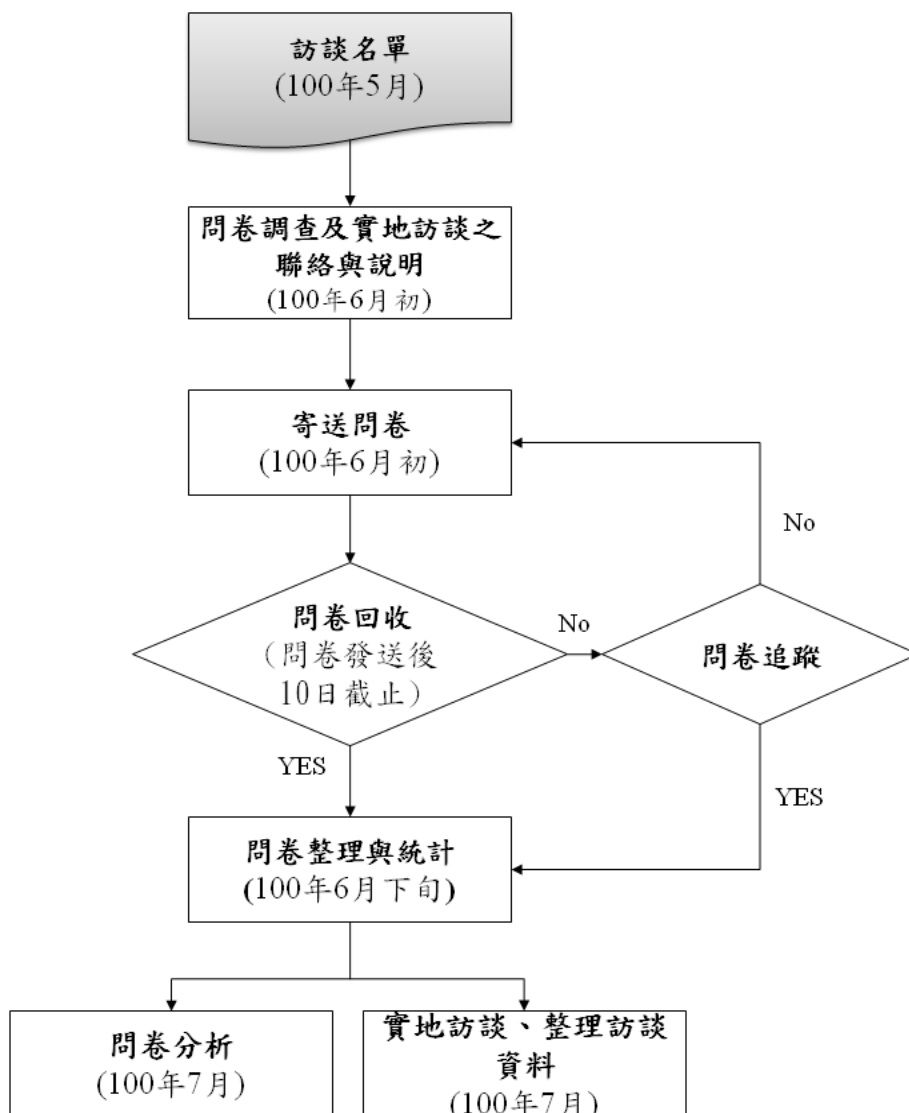 訪談名單
(100年5月)
問卷調查及實地訪談之
聯絡與說明
(100年6月初)
寄送問卷
(100年6月初)
No
問卷回收
（問卷發送後
10日截止）
No
問卷追蹤
YES
YES
問卷整理與統計
(100年6月下旬)
問卷分析
(100年7月)
實地訪談、整理訪談
資料
(100年7月)